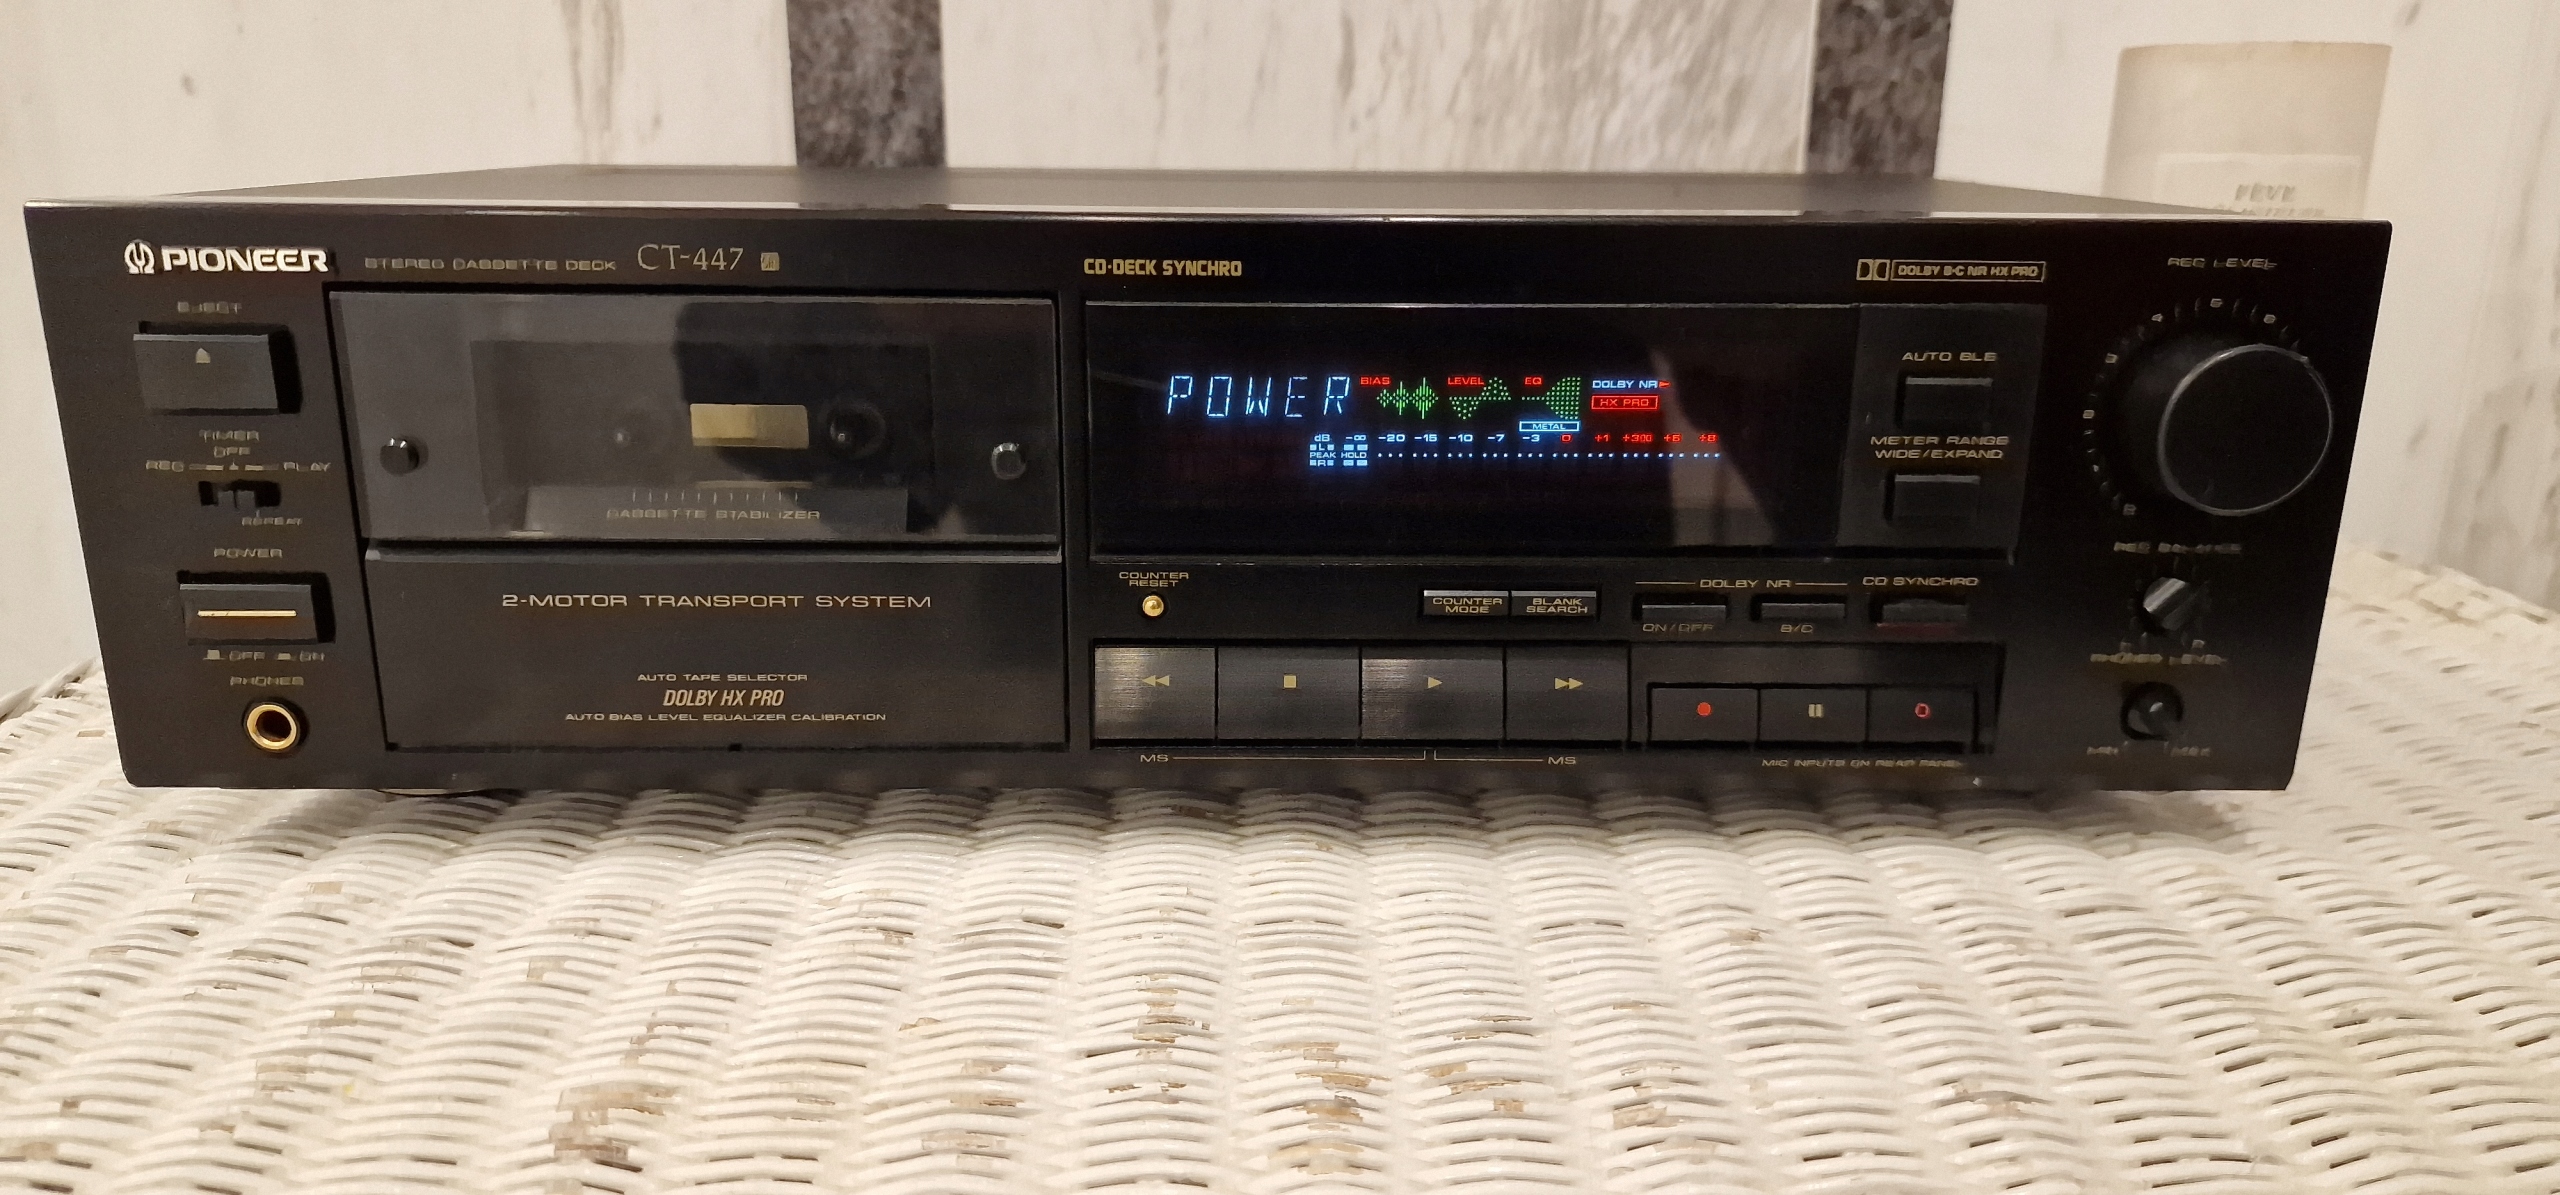 PIONEER STEREO CASSETTE DECK CT-447
CD·DECK SYNCHRO
DOLBY B·C NR HX PRO
REC LEVEL
EJECT
TIMER
OFF
REC PLAY
REPEAT
POWER
OFF ON
PHONES
CASSETTE STABILIZER
2-MOTOR TRANSPORT SYSTEM
AUTO TAPE SELECTOR
DOLBY HX PRO
AUTO BIAS LEVEL EQUALIZER CALIBRATION
POWER BIAS LEVEL EQ DOLBY NR
HX PRO
METAL
dB -∞ -20 -15 -10 -7 -3 0 +1
L
PEAK HOLD
R
AUTO BLE
METER RANGE
WIDE/EXPAND
COUNTER
RESET
COUNTER
MODE
BLANK
SEARCH
DOLBY NR
ON/OFF B/C
CD SYNCHRO
MS MS
MIC INPUTS ON REAR PANEL
REC BALANCE
L R
PHONES LEVEL
MIN MAX